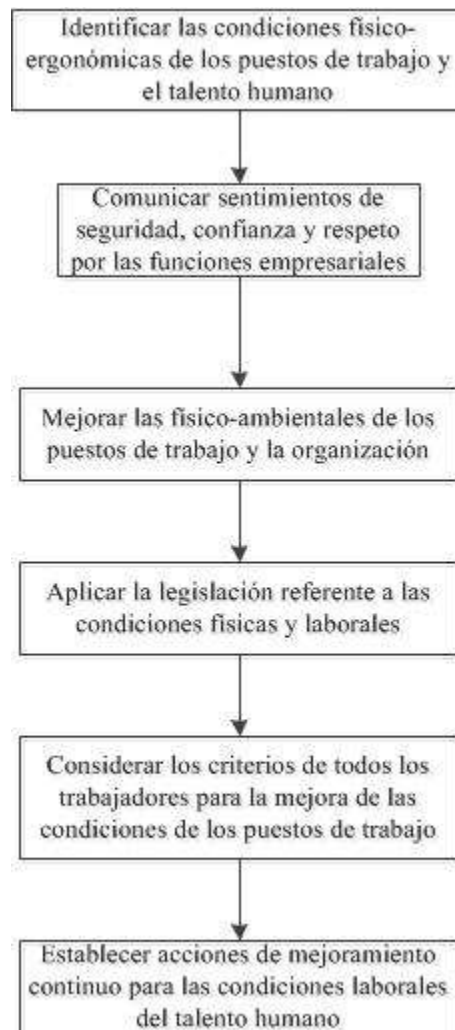 Identificar las condiciones físico-
ergonómicas de los puestos de trabajo y
el talento humano
Comunicar sentimientos de
seguridad, confianza y respeto
por las funciones empresariales
Mejorar las físico-ambientales de los
puestos de trabajo y la organización
Aplicar la legislación referente a las
condiciones físicas y laborales
Considerar los criterios de todos los
trabajadores para la mejora de las
condiciones de los puestos de trabajo
Establecer acciones de mejoramiento
continuo para las condiciones laborales
del talento humano